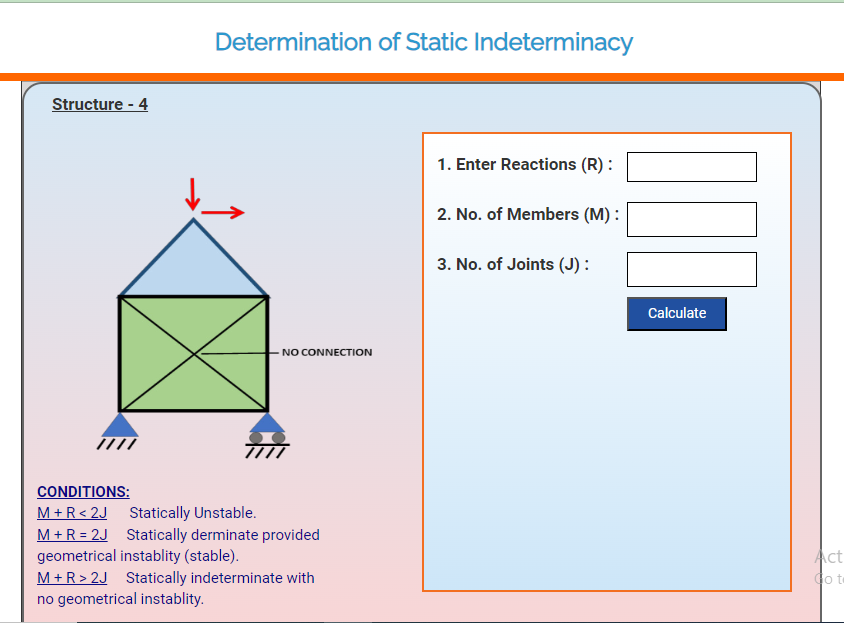 Determination of Static Indeterminacy
Structure - 4
NO CONNECTION
CONDITIONS:
M + R < 2J Statically Unstable.
M + R = 2J Statically derminate provided
geometrical instablity (stable).
M + R > 2J Statically indeterminate with
no geometrical instablity.
1. Enter Reactions (R) :
2. No. of Members (M) :
3. No. of Joints (J) :
Calculate
Act
Go t